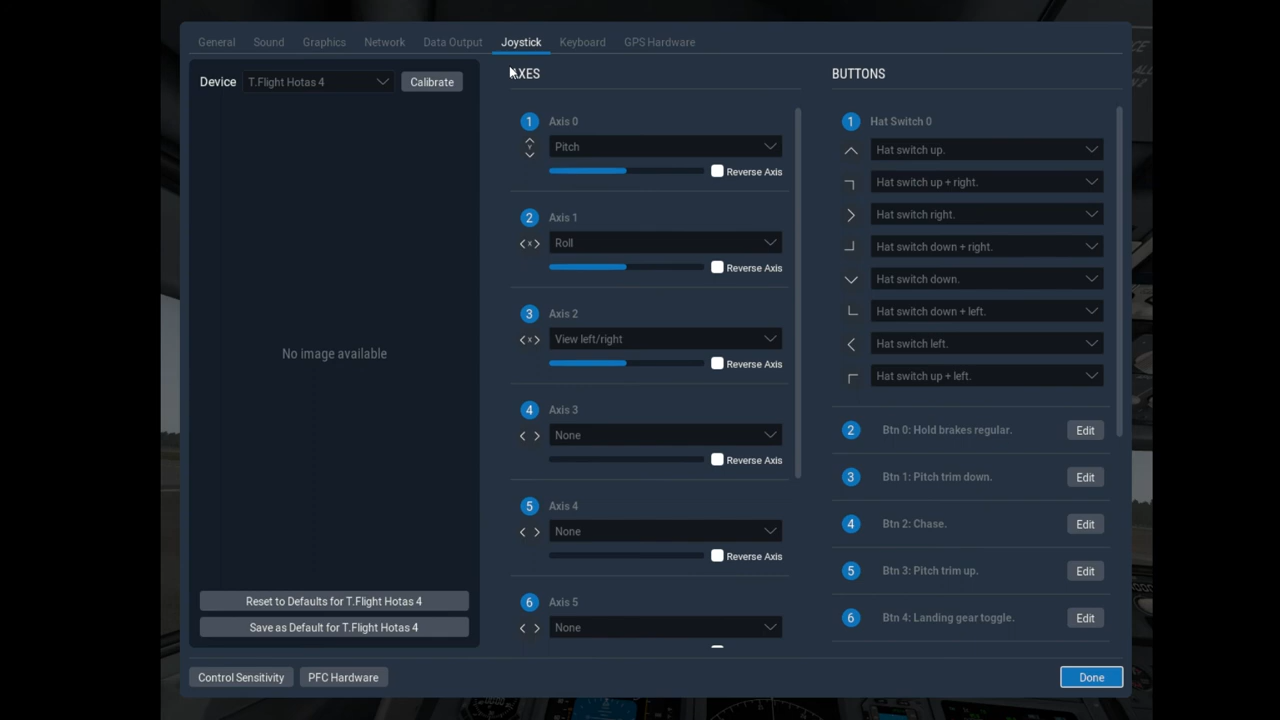 General Sound Graphics Network Data Output Joystick Keyboard GPS Hardware
Device T.Flight Hotas 4 Calibrate
No image available
Reset to Defaults for T.Flight Hotas 4
Save as Default for T.Flight Hotas 4
AXES
1 Axis 0
Y Pitch
Reverse Axis
2 Axis 1
X Roll
Reverse Axis
3 Axis 2
X View left/right
Reverse Axis
4 Axis 3
None
Reverse Axis
5 Axis 4
None
Reverse Axis
6 Axis 5
None
BUTTONS
1 Hat Switch 0
Hat switch up.
Hat switch up + right.
Hat switch right.
Hat switch down + right.
Hat switch down.
Hat switch down + left.
Hat switch left.
Hat switch up + left.
2 Btn 0: Hold brakes regular. Edit
3 Btn 1: Pitch trim down. Edit
4 Btn 2: Chase. Edit
5 Btn 3: Pitch trim up. Edit
6 Btn 4: Landing gear toggle. Edit
Control Sensitivity PFC Hardware Done